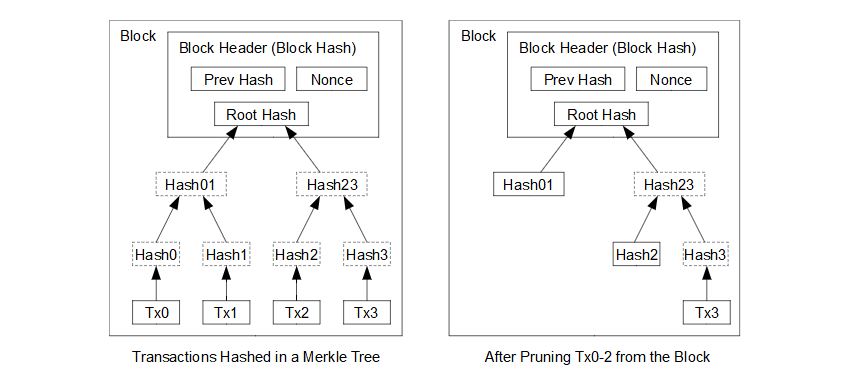 Block
Block Header (Block Hash)
Prev Hash
Nonce
Root Hash
Hash01
Hash23
Hash0
Hash1
Hash2
Hash3
Tx0
Tx1
Tx2
Tx3
Transactions Hashed in a Merkle Tree
Block
Block Header (Block Hash)
Prev Hash
Nonce
Root Hash
Hash01
Hash23
Hash2
Hash3
Tx3
After Pruning Tx0-2 from the Block